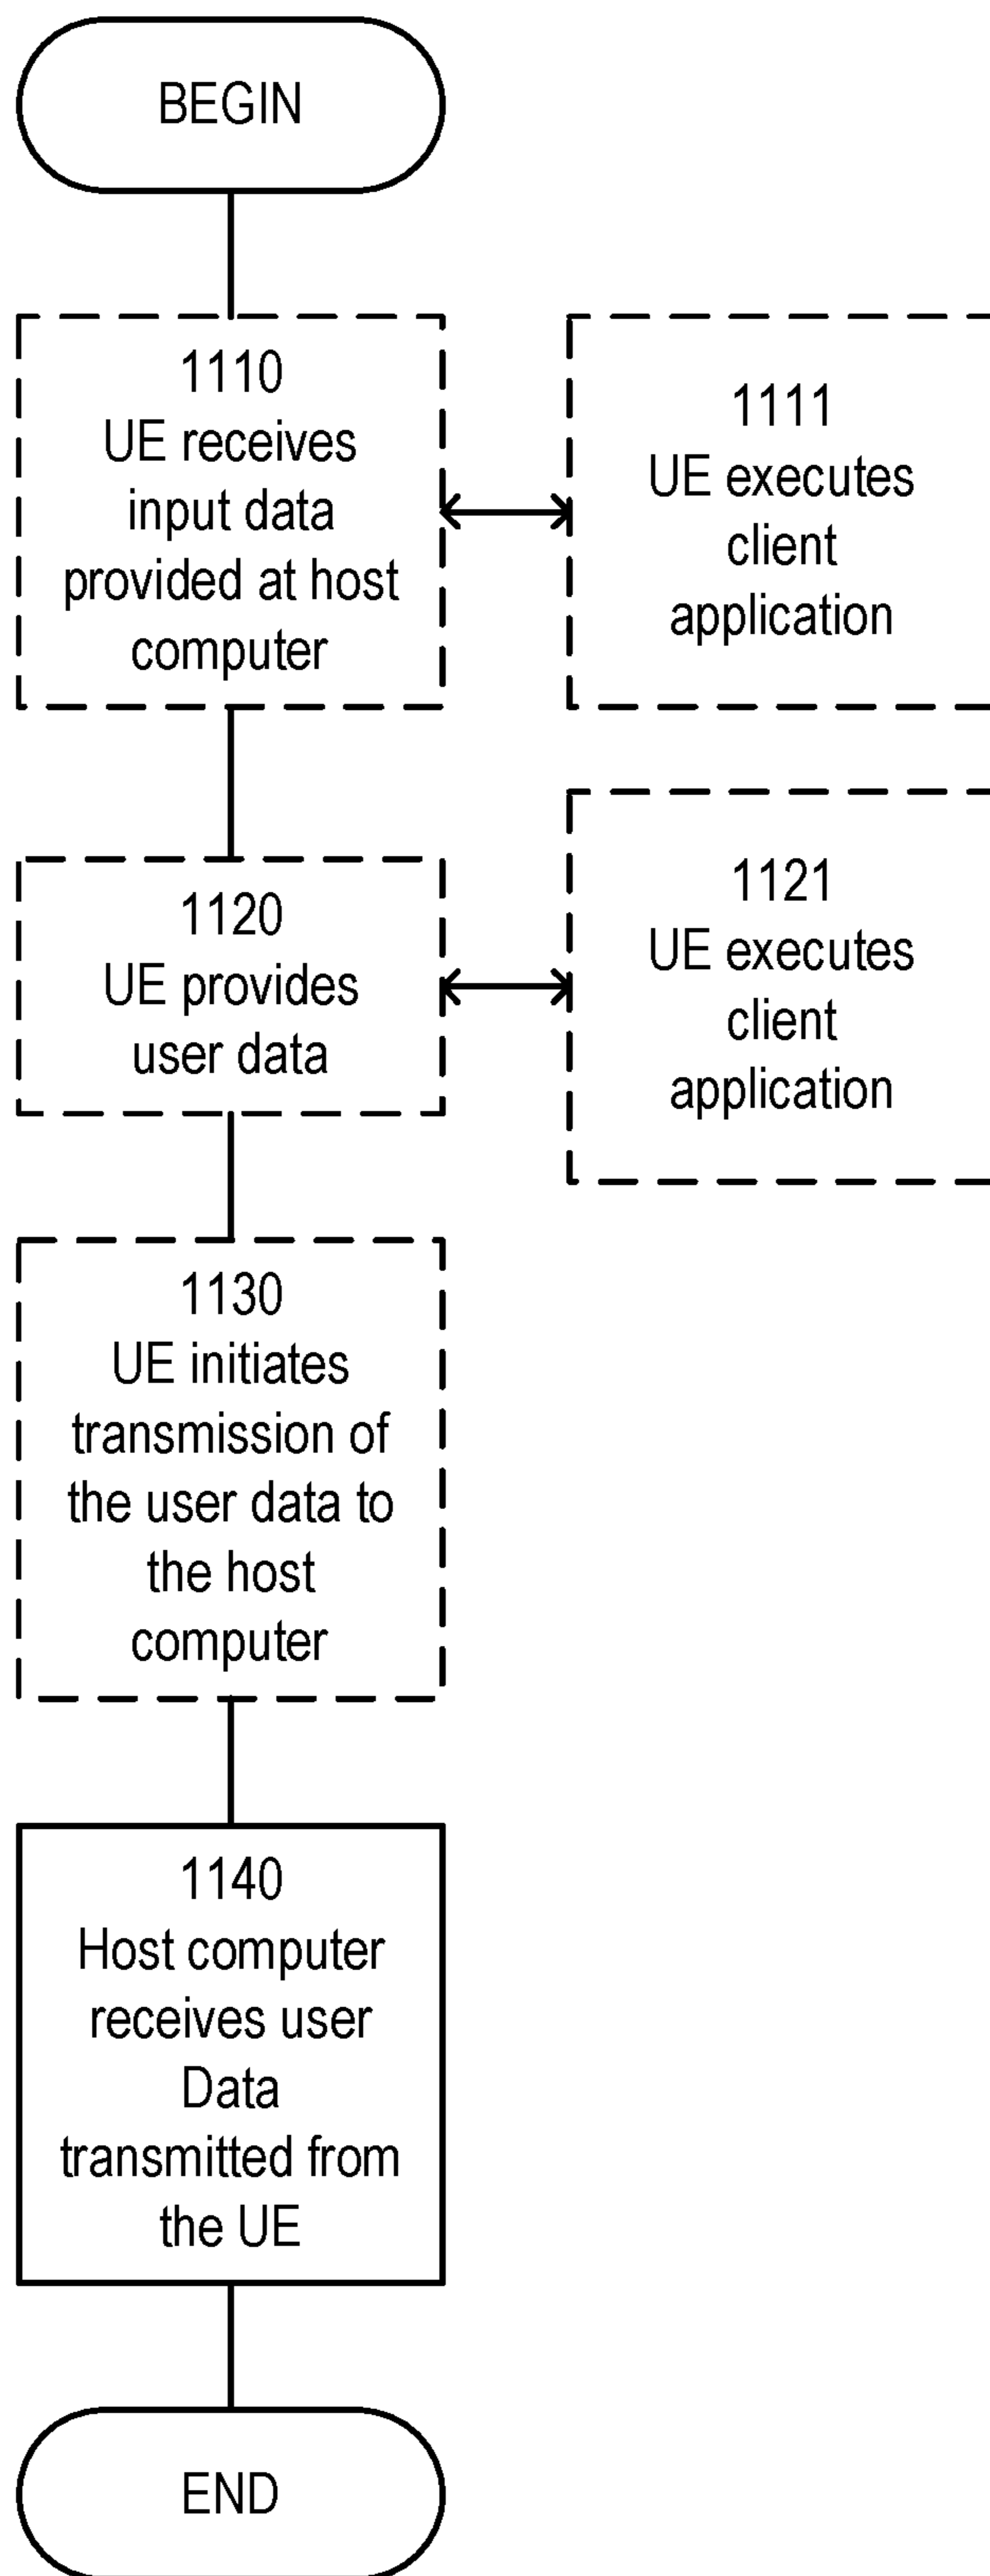 BEGIN
1110
UE receives
input data
provided at host
computer
1111
UE executes
client
application
1120
UE provides
user data
1121
UE executes
client
application
1130
UE initiates
transmission of
the user data to
the host
computer
1140
Host computer
receives user
Data
transmitted from
the UE
END